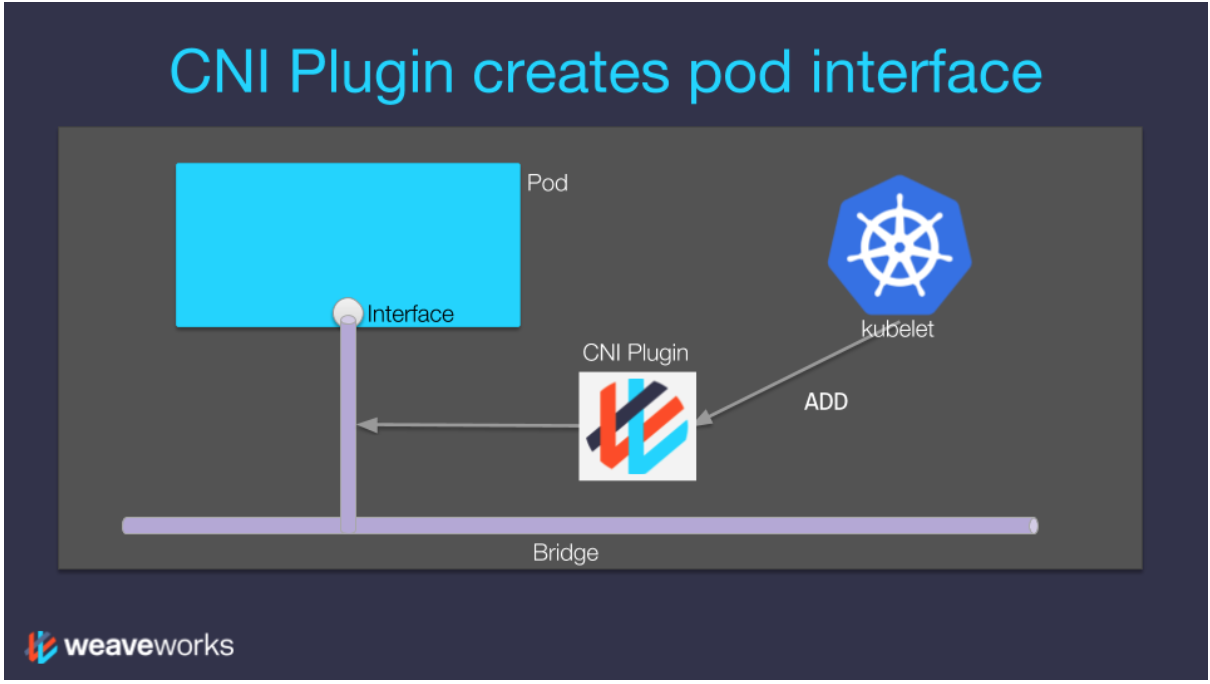 CNI Plugin creates pod interface
Pod
Interface
kubelet
CNI Plugin
ADD
Bridge
weaveworks